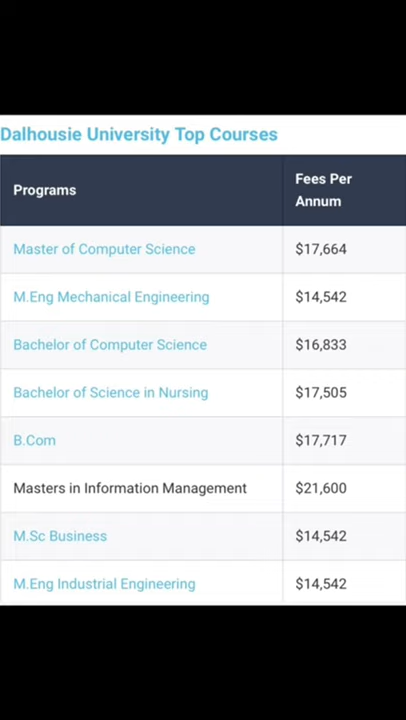 Dalhousie University Top Courses
Programs
Fees Per
Annum
Master of Computer Science $17,664
M.Eng Mechanical Engineering $14,542
Bachelor of Computer Science $16,833
Bachelor of Science in Nursing $17,505
B.Com $17,717
Masters in Information Management $21,600
M.Sc Business $14,542
M.Eng Industrial Engineering $14,542